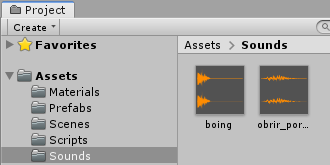 Project
Create
Favorites
Assets
Materials
Prefabs
Scenes
Scripts
Sounds
Assets Sounds
boing
obrir_por...